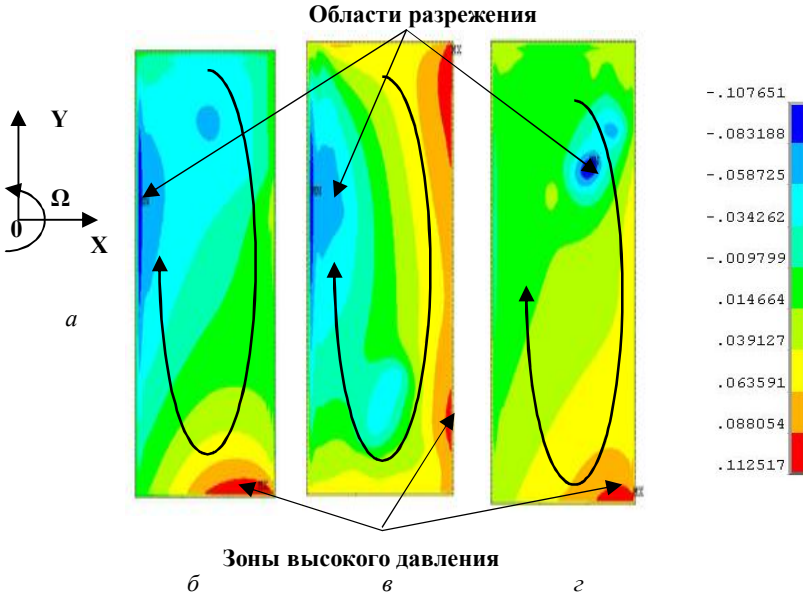 Области разрежения
Y
Ω
0
X
а
-.107651
-.083188
-.058725
-.034262
-.009799
.014664
.039127
.063591
.088054
.112517
Зоны высокого давления
б
в
г